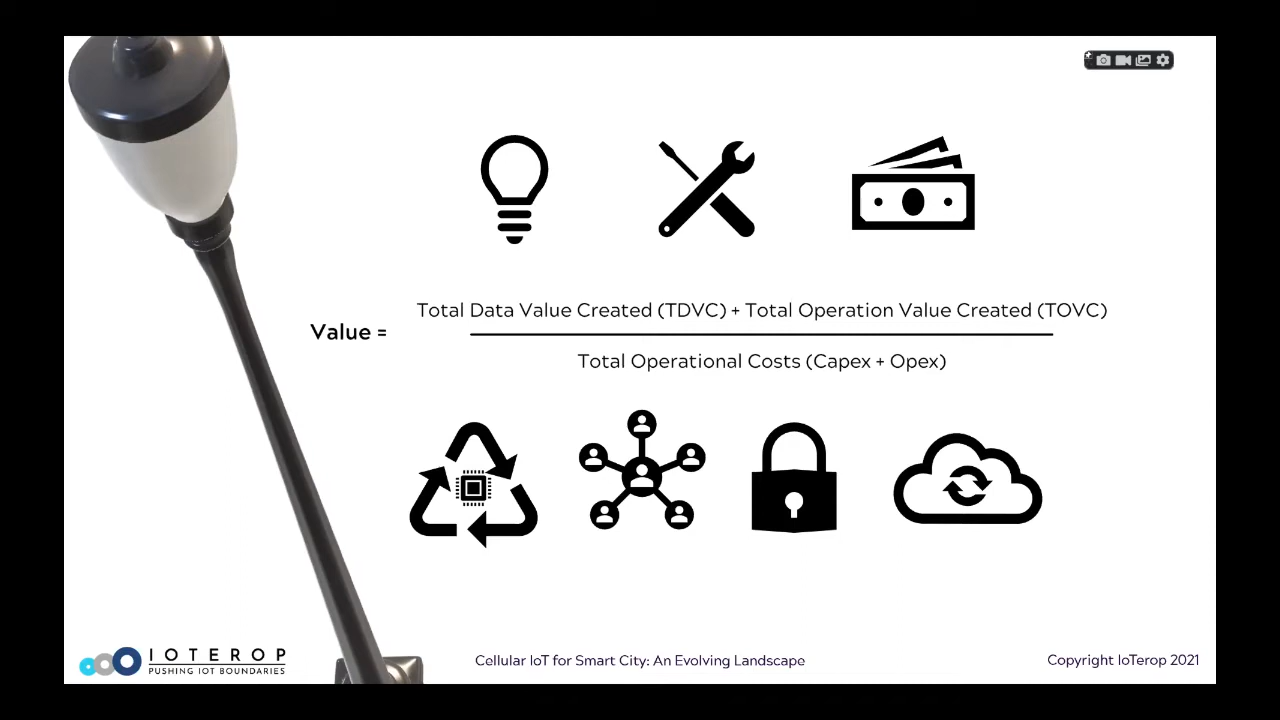 Total Data Value Created (TDVC) + Total Operation Value Created (TOVC)
Value =
Total Operational Costs (Capex + Opex)
IOTEROP
PUSHING IOT BOUNDARIES
Cellular IoT for Smart City: An Evolving Landscape
Copyright IoTerop 2021